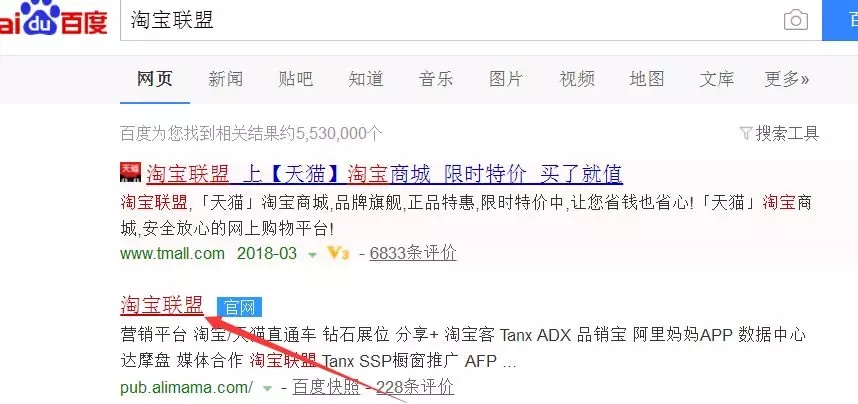 ai du 百度 淘宝联盟 百
网页 新闻 贴吧 知道 音乐 图片 视频 地图 文库 更多»
百度为您找到相关结果约5,530,000个 搜索工具
天猫 淘宝联盟_上【天猫】淘宝商城_限时特价_买了就值
淘宝联盟,「天猫」淘宝商城,品牌旗舰,正品特惠,限时特价中,让您省钱也省心!「天猫」淘宝商
城,安全放心的网上购物平台!
www.tmall.com 2018-03 V3 - 6833条评价
淘宝联盟 官网
营销平台 淘宝/天猫直通车 钻石展位 分享+ 淘宝客 Tanx ADX 品销宝 阿里妈妈APP 数据中心
达摩盘 媒体合作 淘宝联盟 Tanx SSP橱窗推广 AFP ...
pub.alimama.com/ - 百度快照 - 228条评价